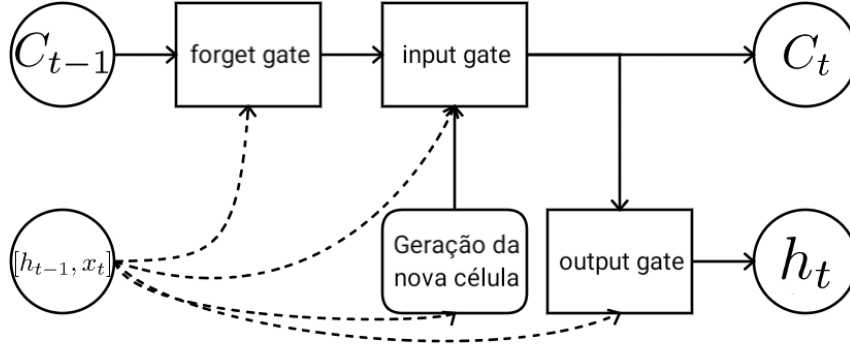 C_{t-1}
forget gate
input gate
C_t
[h_{t-1}, x_t]
Geração da
nova célula
output gate
h_t